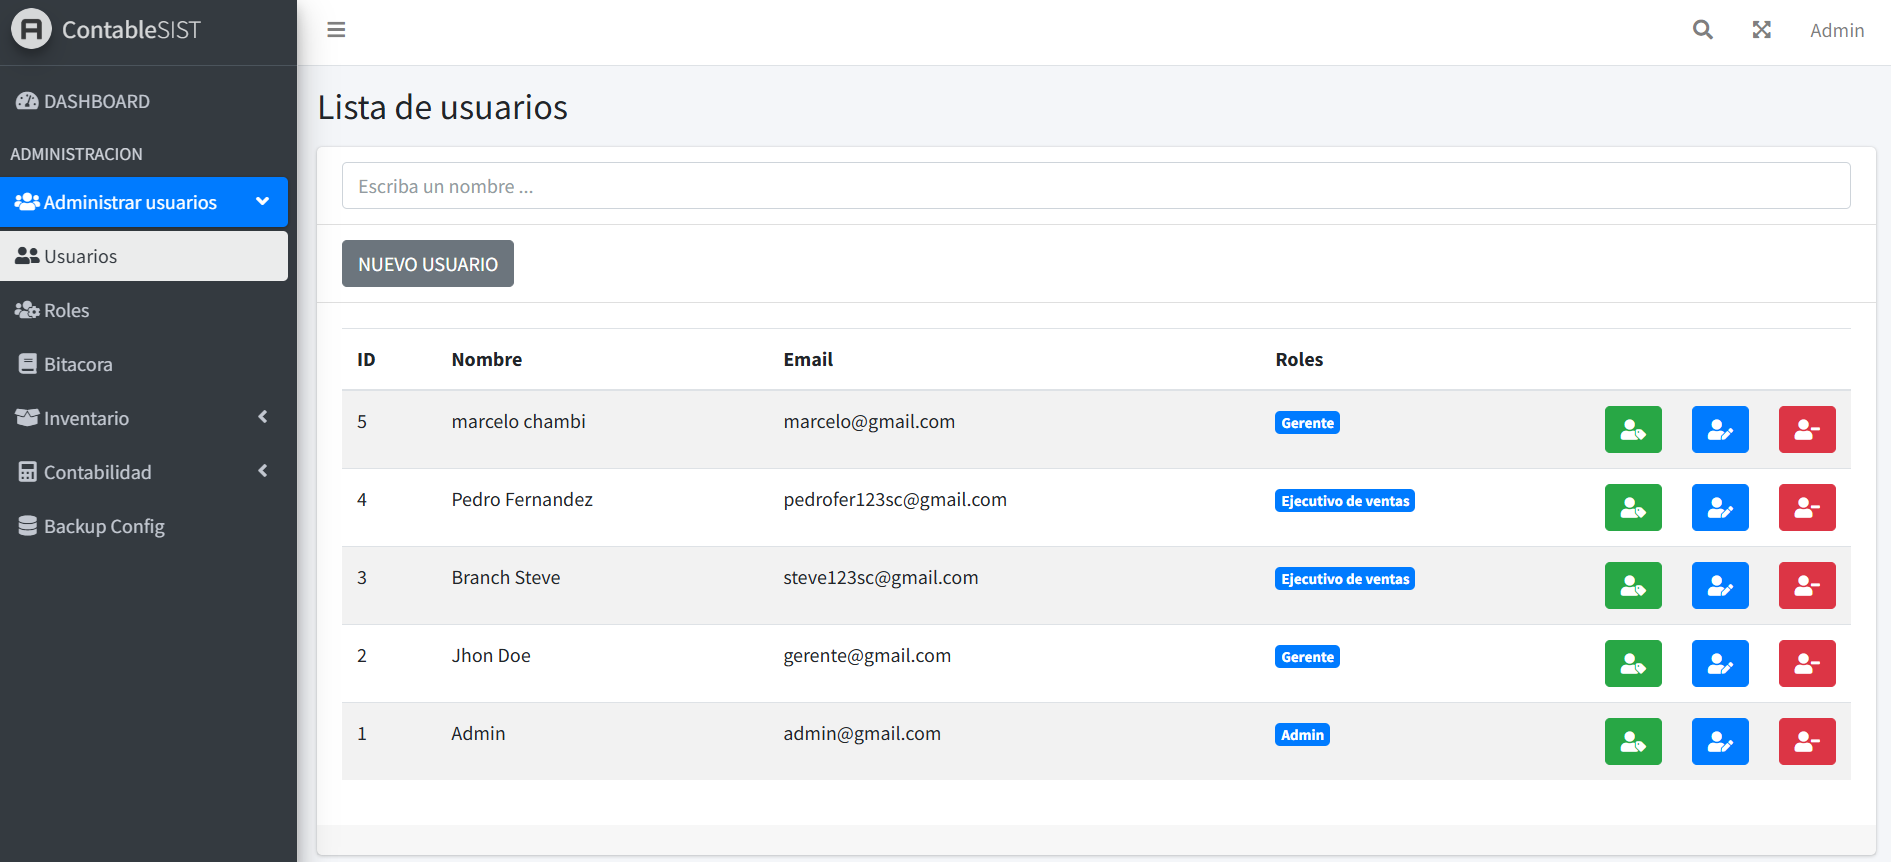 ContableSIST
Admin
DASHBOARD
ADMINISTRACION
Administrar usuarios
Usuarios
Roles
Bitacora
Inventario
Contabilidad
Backup Config
Lista de usuarios
Escriba un nombre ...
NUEVO USUARIO
ID Nombre Email Roles
5 marcelo chambi marcelo@gmail.com Gerente
4 Pedro Fernandez pedrofer123sc@gmail.com Ejecutivo de ventas
3 Branch Steve steve123sc@gmail.com Ejecutivo de ventas
2 Jhon Doe gerente@gmail.com Gerente
1 Admin admin@gmail.com Admin